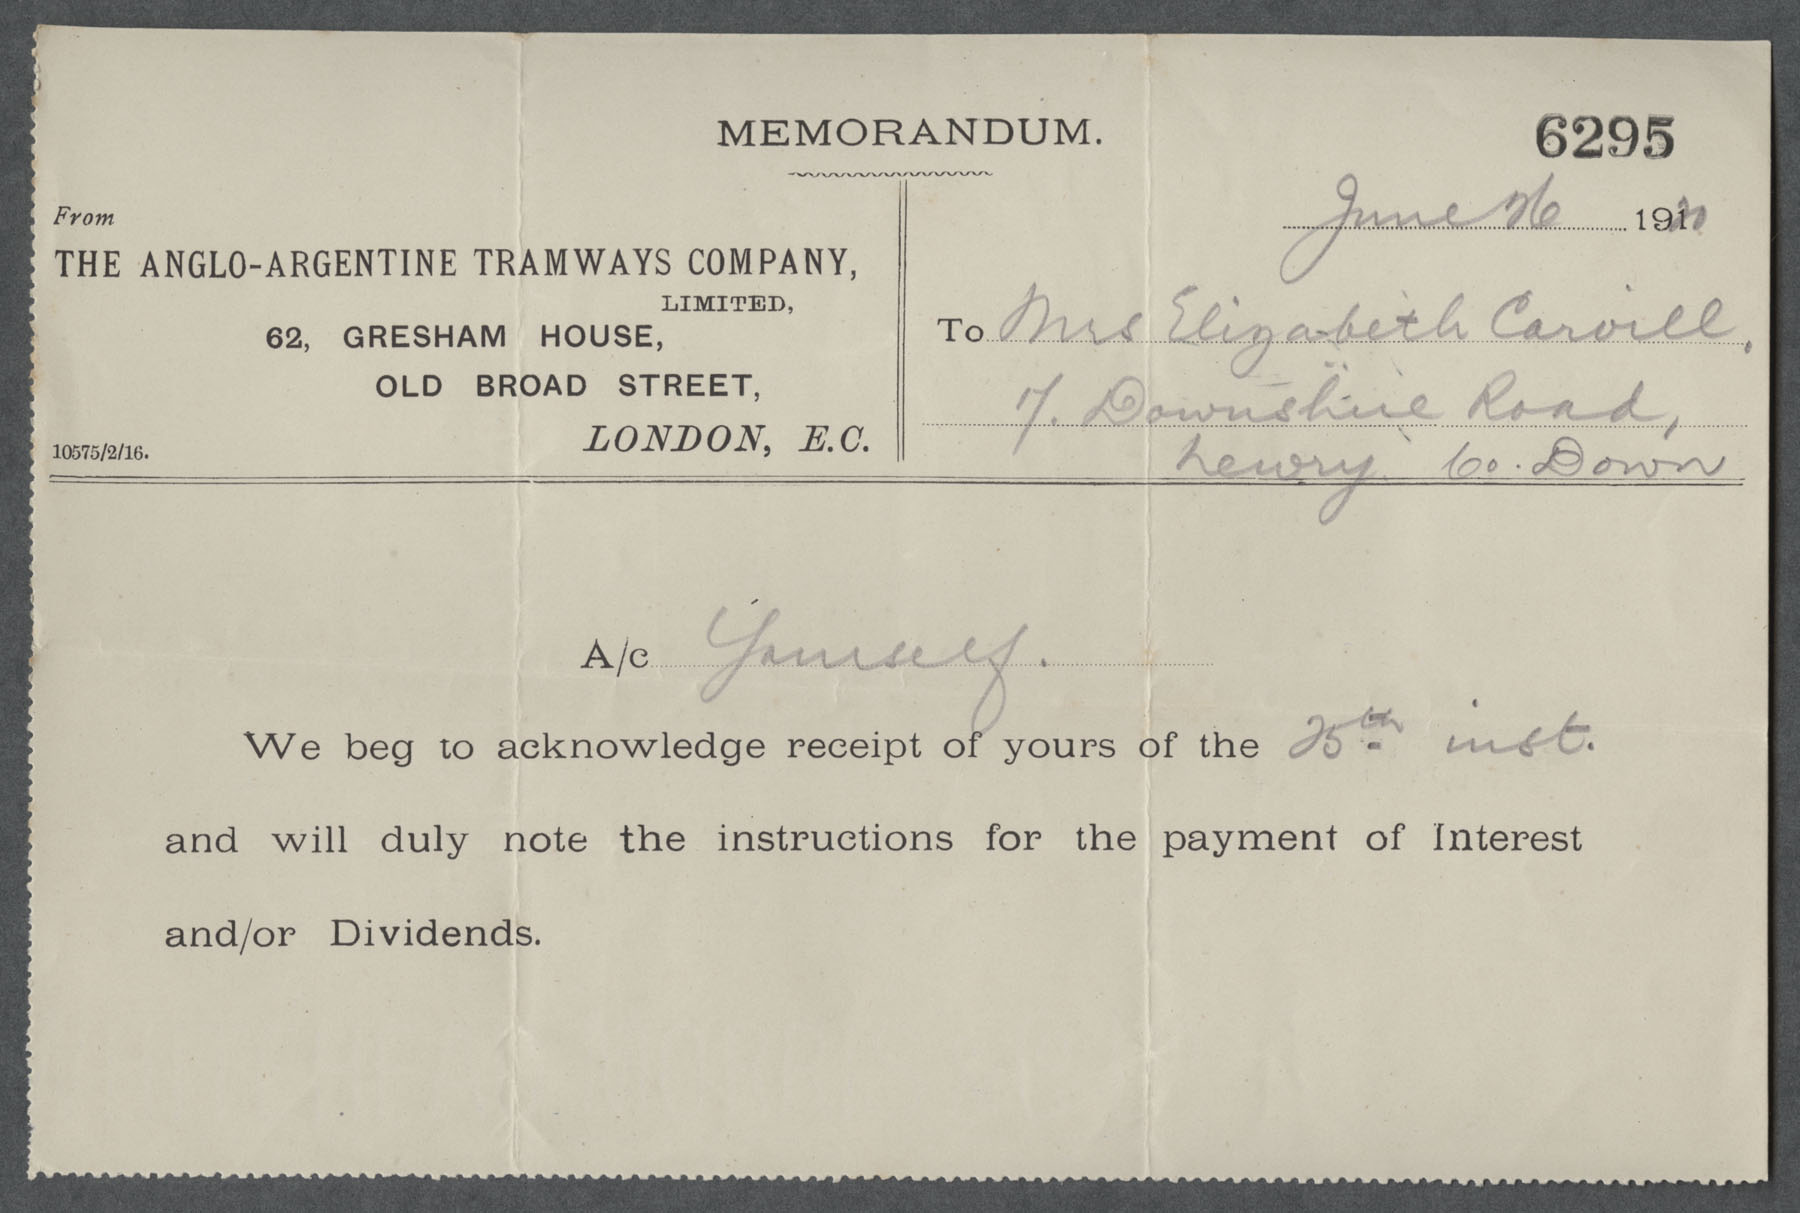 MEMORANDUM.
6295
June 26 1920
From
THE ANGLO-ARGENTINE TRAMWAYS COMPANY,
LIMITED,
62, GRESHAM HOUSE,
OLD BROAD STREET,
LONDON, E.C.
10575/2/16.
To Mrs Elizabeth Carvill,
7. Downshire Road,
Newry Co. Down
A/c Yourself.
We beg to acknowledge receipt of yours of the 25th inst.
and will duly note the instructions for the payment of Interest
and/or Dividends.